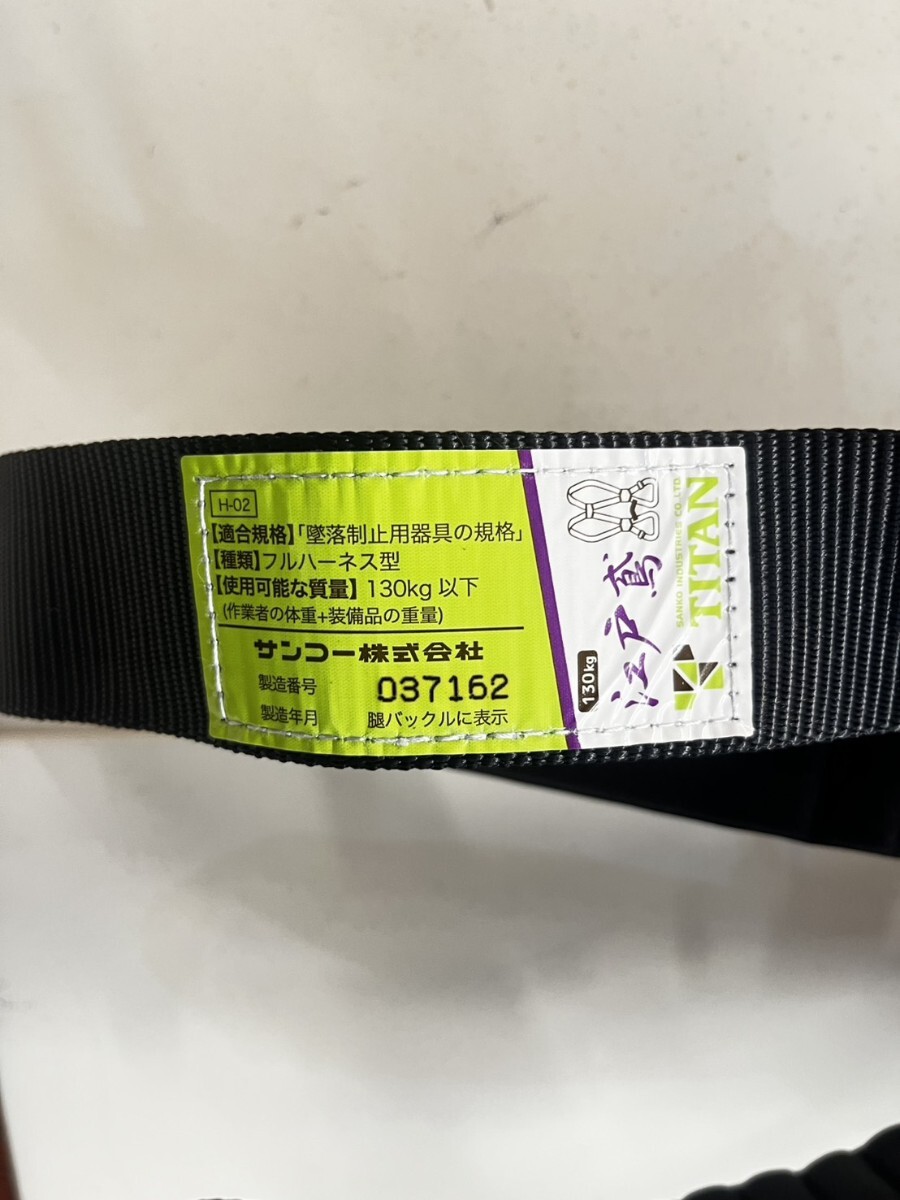 H-02
【適合規格】「墜落制止用器具の規格」
【種類】フルハーネス型
【使用可能な質量】130kg 以下
(作業者の体重+装備品の重量)
サンコー株式会社
製造番号 037162
製造年月 腿バックルに表示
130kg
江戸鳶
SANKO INDUSTRIES CO.,LTD.
TITAN